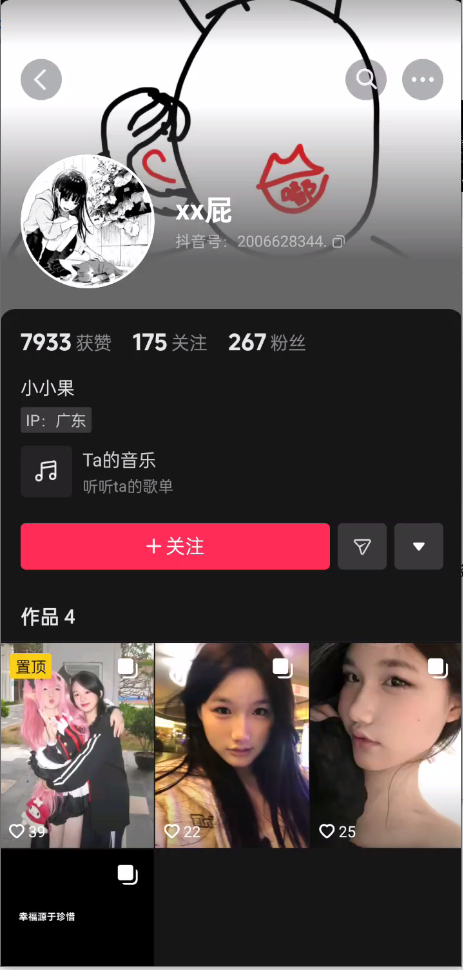 嘟
xx屁
抖音号：2006628344.
7933 获赞 175 关注 267 粉丝
小小果
IP：广东
Ta的音乐
听听ta的歌单
关注
作品 4
置顶
39
22
25
幸福源于珍惜